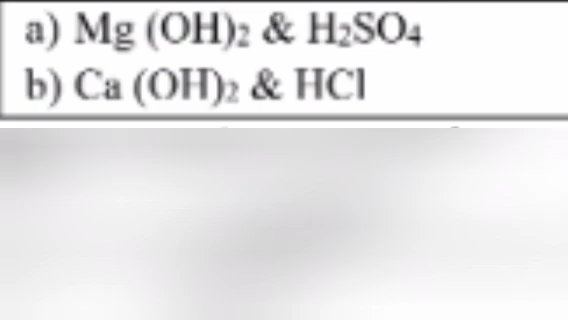 a) Mg (OH)₂ & H₂SO₄
b) Ca (OH)₂ & HCl